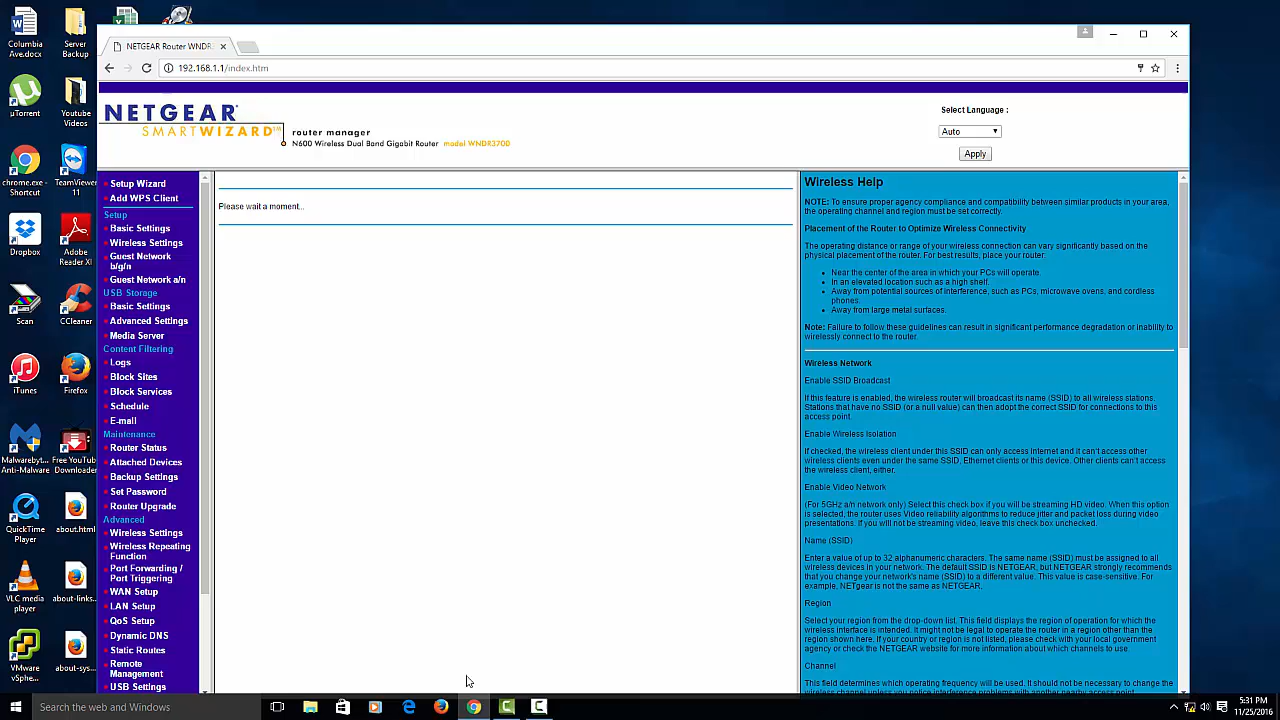 Columbia
Ave.docx
Server
Backup
µTorrent
Youtube
Videos
chrome.exe -
Shortcut
TeamViewer
11
Dropbox
Adobe
Reader XI
Scan
CCleaner
iTunes
Firefox
Malwareby...
Anti-Malware
Free YouTub...
Downloader
QuickTime
Player
about-html...
VLC media
player
about-links...
VMware
vSphe...
about-sys...
NETGEAR Router WNDR
192.168.1.1/index.htm
NETGEAR
SMARTWIZARD
router manager
N600 Wireless Dual Band Gigabit Router model WNDR3700
Select Language :
Auto
Apply
Setup Wizard
Add WPS Client
Setup
Basic Settings
Wireless Settings
Guest Network
b/g/n
Guest Network a/n
USB Storage
Basic Settings
Advanced Settings
Media Server
Content Filtering
Logs
Block Sites
Block Services
Schedule
E-mail
Maintenance
Router Status
Attached Devices
Backup Settings
Set Password
Router Upgrade
Advanced
Wireless Settings
Wireless Repeating
Function
Port Forwarding /
Port Triggering
WAN Setup
LAN Setup
QoS Setup
Dynamic DNS
Static Routes
Remote
Management
USB Settings
Please wait a moment...
Wireless Help
NOTE: To ensure proper agency compliance and compatibility between similar products in your area,
the operating channel and region must be set correctly.
Placement of the Router to Optimize Wireless Connectivity
The operating distance or range of your wireless connection can vary significantly based on the
physical placement of the router. For best results, place your router:
Near the center of the area in which your PCs will operate.
In an elevated location such as a high shelf.
Away from potential sources of interference, such as PCs, microwave ovens, and cordless
phones.
Away from large metal surfaces.
Note: Failure to follow these guidelines can result in significant performance degradation or inability to
wirelessly connect to the router.
Wireless Network
Enable SSID Broadcast
If this feature is enabled, the wireless router will broadcast its name (SSID) to all wireless stations.
Stations that have no SSID (or a null value) can then adopt the correct SSID for connections to this
access point.
Enable Wireless Isolation
If checked, the wireless client under this SSID can only access internet and it can't access other
wireless clients even under the same SSID, Ethernet clients or this device. Other clients can't access
the wireless client, either.
Enable Video Network
(For 5GHz a/n network only) Select this check box if you will be streaming HD video. When this option
is selected, the router uses Video reliability algorithms to reduce jitter and packet loss during video
presentations. If you will not be streaming video, leave this check box unchecked.
Name (SSID)
Enter a value of up to 32 alphanumeric characters. The same name (SSID) must be assigned to all
wireless devices in your network. The default SSID is NETGEAR, but NETGEAR strongly recommends
that you change your network's name (SSID) to a different value. This value is case-sensitive. For
example, NETgear is not the same as NETGEAR.
Region
Select your region from the drop-down list. This field displays the region of operation for which the
wireless interface is intended. It might not be legal to operate the router in a region other than the
region shown here. If your country or region is not listed, please check with your local government
agency or check the NETGEAR website for more information about which channels to use.
Channel
This field determines which operating frequency will be used. It should not be necessary to change the
wireless channel unless you notice interference problems with another nearby access point.
Search the web and Windows
5:31 PM
11/25/2016